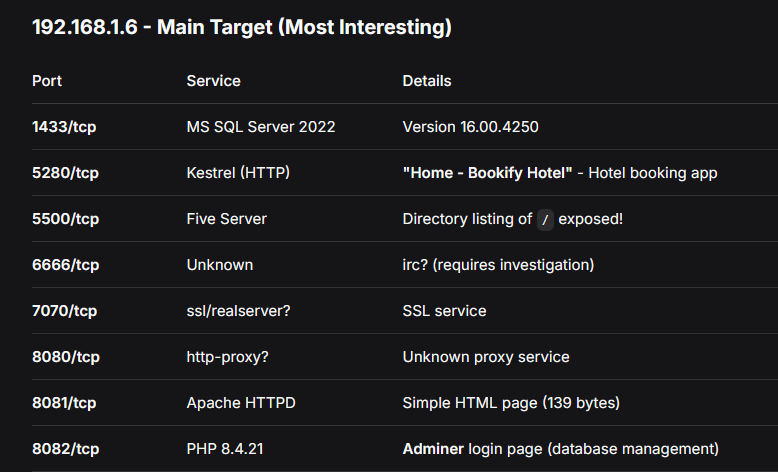 192.168.1.6 - Main Target (Most Interesting)
Port Service Details
1433/tcp MS SQL Server 2022 Version 16.00.4250
5280/tcp Kestrel (HTTP) "Home - Bookify Hotel" - Hotel booking app
5500/tcp Five Server Directory listing of / exposed!
6666/tcp Unknown irc? (requires investigation)
7070/tcp ssl/realserver? SSL service
8080/tcp http-proxy? Unknown proxy service
8081/tcp Apache HTTPD Simple HTML page (139 bytes)
8082/tcp PHP 8.4.21 Adminer login page (database management)